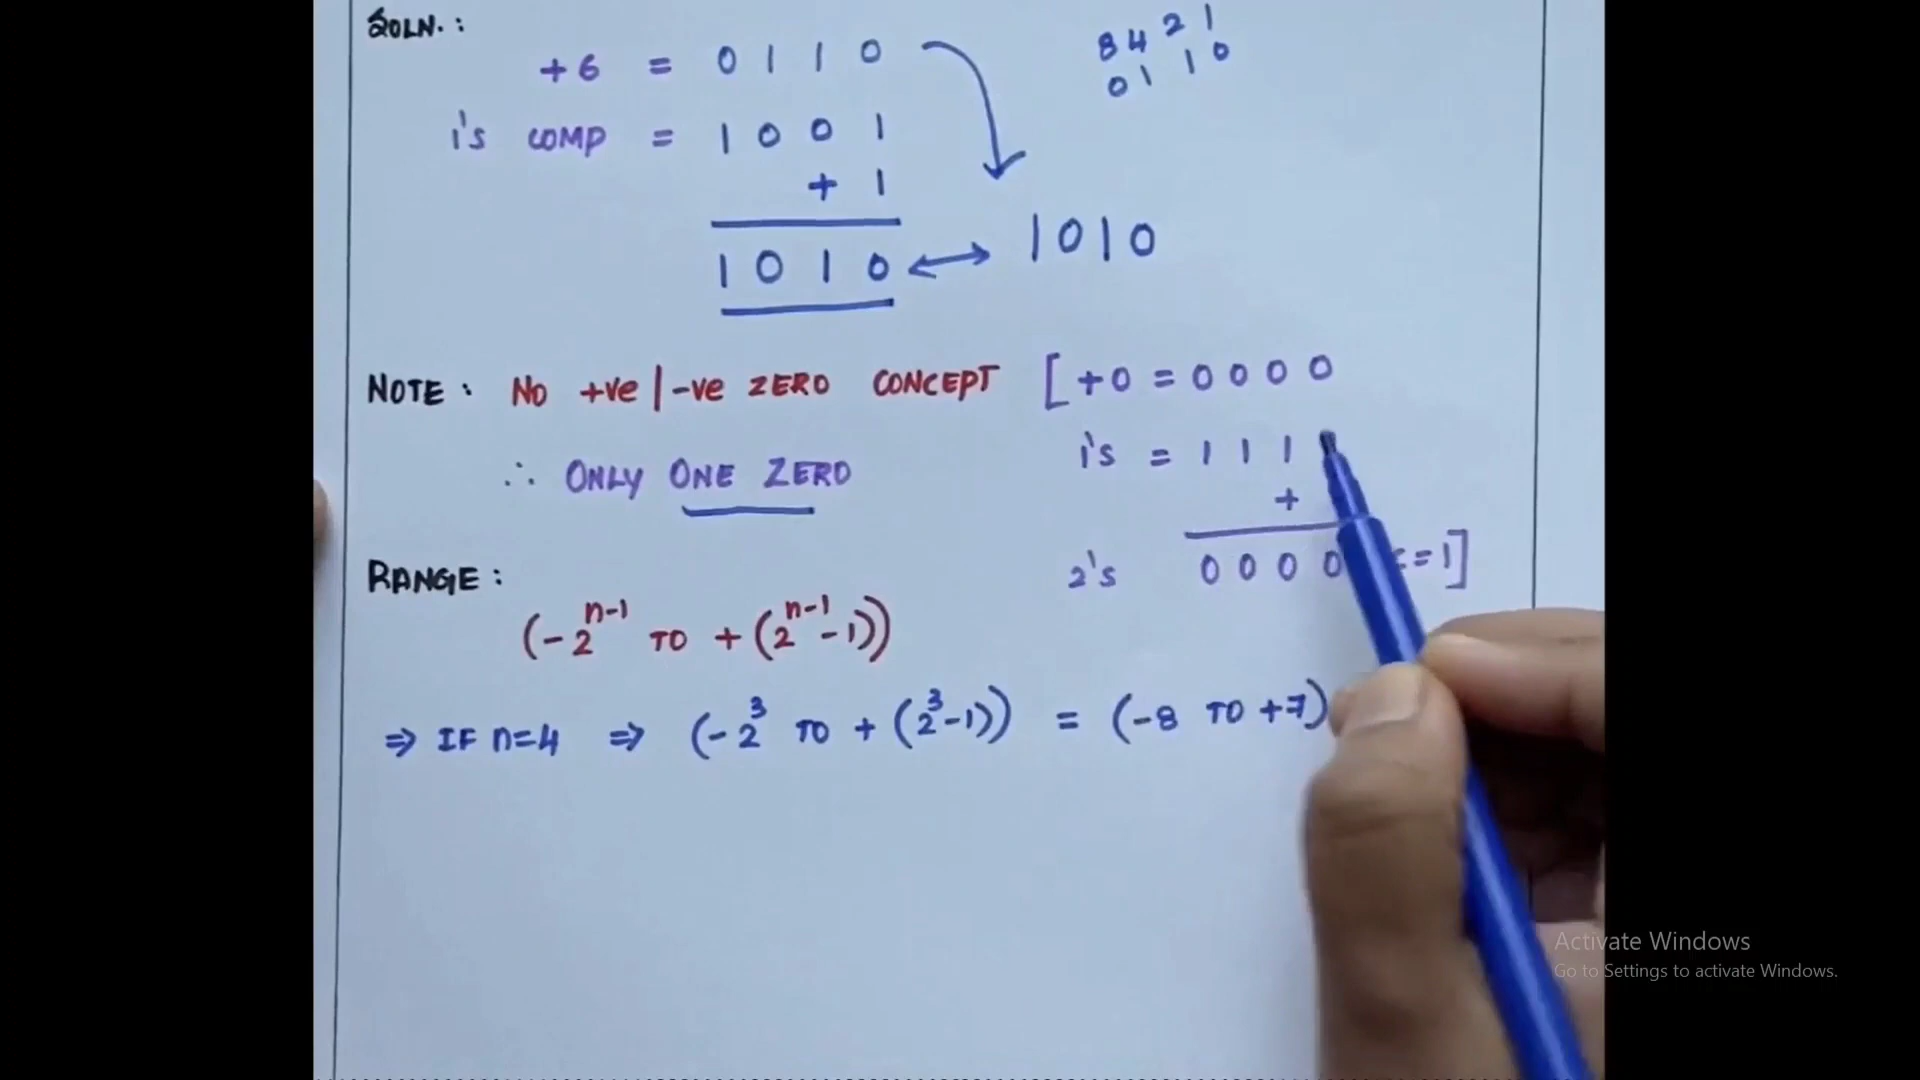 SOLN. :
8 4 2 1
0 1 1 0
+6 = 0 1 1 0
1's COMP = 1 0 0 1
+ 1
1 0 1 0 ↔ 1010
NOTE : NO +ve | -ve ZERO CONCEPT [ +0 = 0 0 0 0
∴ ONLY ONE ZERO
1's = 1 1 1
+
2's 0 0 0 0 = 1 ]
RANGE :
(-2^{n-1} TO + (2^{n-1} -1))
⇒ IF n=4 ⇒ (-2^3 TO + (2^3 -1)) = (-8 TO +7)
Activate Windows
Go to Settings to activate Windows.